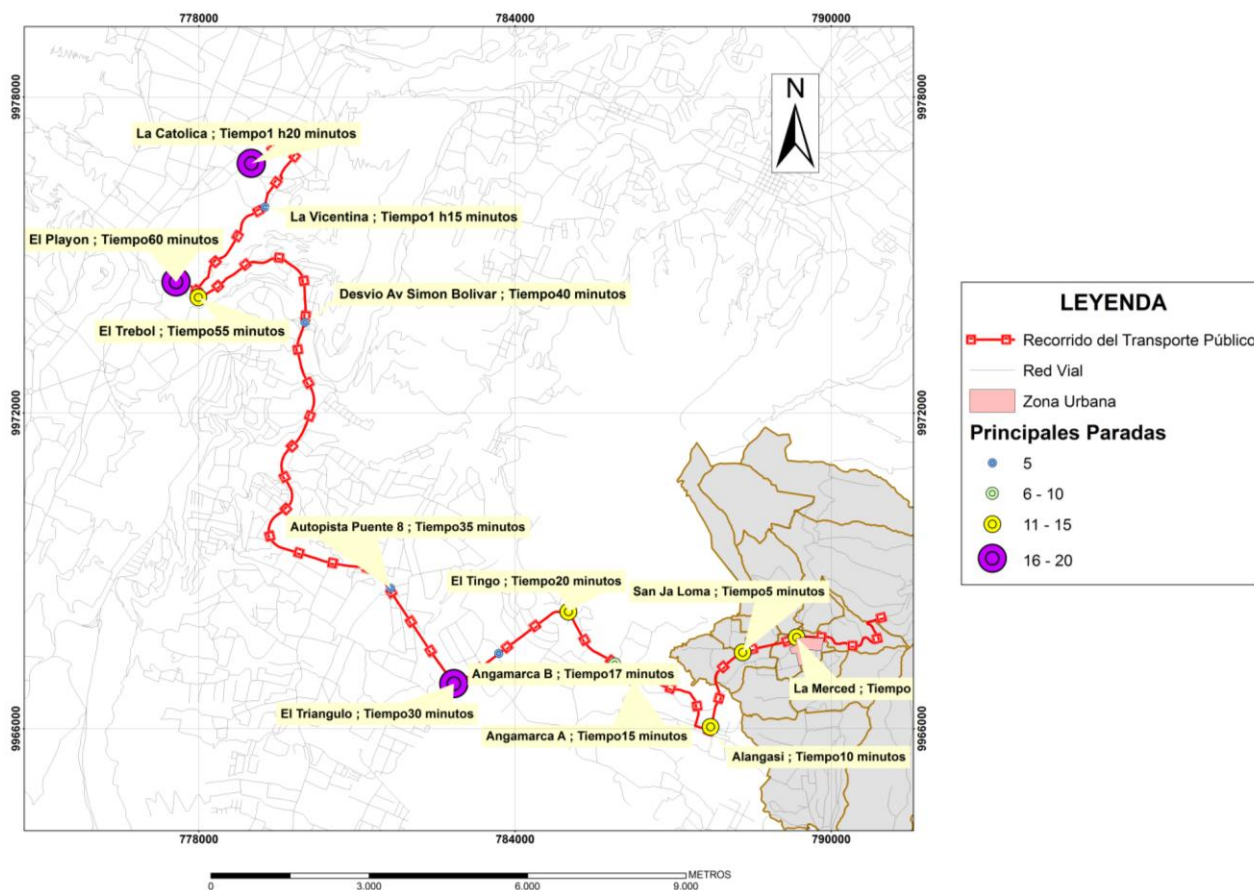 778000
784000
790000
9978000
9978000
N
La Catolica ; Tiempo1 h20 minutos
La Vicentina ; Tiempo1 h15 minutos
El Playon ; Tiempo60 minutos
Desvio Av Simon Bolivar ; Tiempo40 minutos
El Trebol ; Tiempo55 minutos
9972000
9972000
Autopista Puente 8 ; Tiempo35 minutos
El Tingo ; Tiempo20 minutos
San Ja Loma ; Tiempo5 minutos
Angamarca B ; Tiempo17 minutos
La Merced ; Tiempo
El Triangulo ; Tiempo30 minutos
Angamarca A ; Tiempo15 minutos
Alangasi ; Tiempo10 minutos
9966000
9966000
778000
784000
790000
LEYENDA
Recorrido del Transporte Público
Red Vial
Zona Urbana
Principales Paradas
5
6 - 10
11 - 15
16 - 20
METROS
0
3.000
6.000
9.000